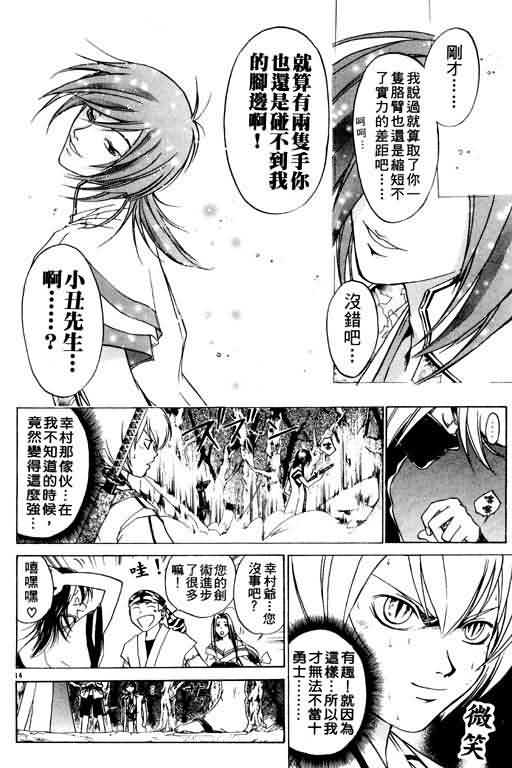 剛才……
我說過就算取了你一
隻胳臂也還是縮短不
了實力的差距吧……
呵呵…
沒錯吧…
就算有兩隻手你
也還是碰不到我
的腳邊啊！
小丑先生…
啊……？
幸村那傢伙…在
我不知道的時候，
竟然變得這麼強…
有趣！就因為
這樣…所以我
才無法不當十
勇士……
微笑
幸村爺…您
沒事吧？
您的劍
術進步
了很多
嘛！
哇！
嘻嘿嘿♡
14